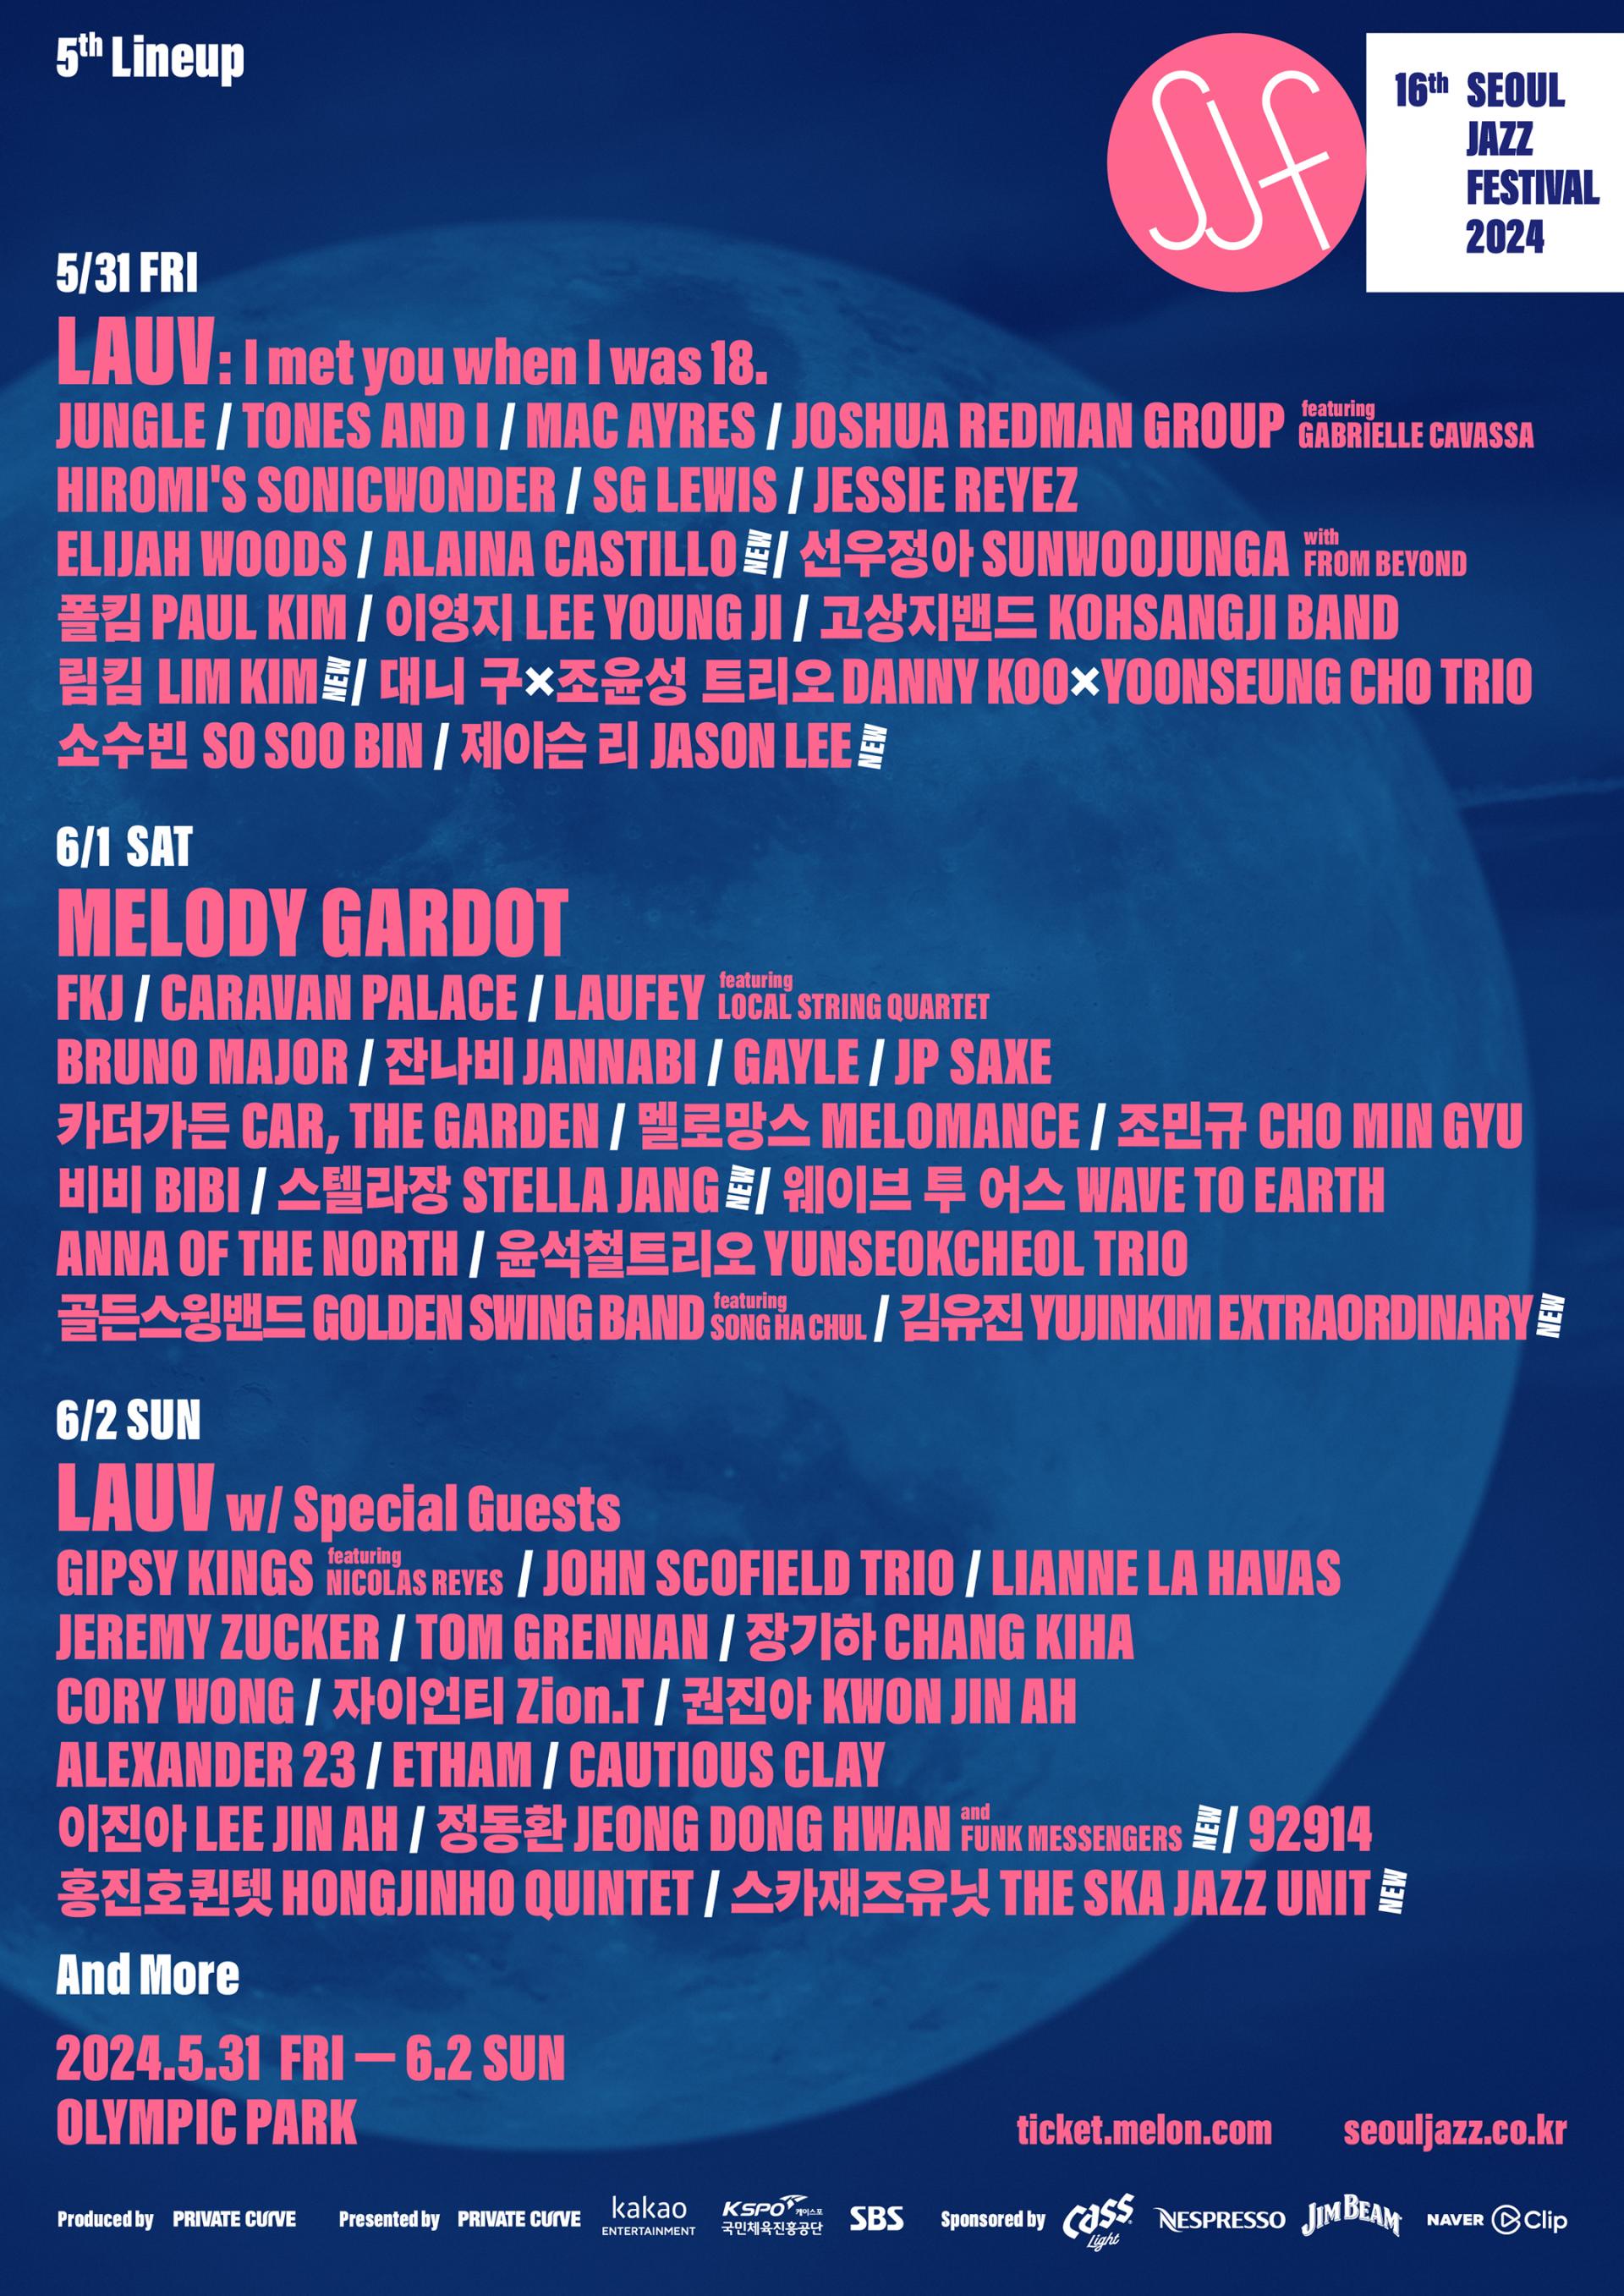 5th Lineup
sjf
16th SEOUL
JAZZ
FESTIVAL
2024
5/31 FRI
LAUV: I met you when I was 18.
JUNGLE / TONES AND I / MAC AYRES / JOSHUA REDMAN GROUP featuring GABRIELLE CAVASSA
HIROMI'S SONICWONDER / SG LEWIS / JESSIE REYEZ
ELIJAH WOODS / ALAINA CASTILLO NEW / 선우정아 SUNWOOJUNGA with FROM BEYOND
폴킴 PAUL KIM / 이영지 LEE YOUNG JI / 고상지밴드 KOHSANGJI BAND
림킴 LIM KIM NEW / 대니 구×조윤성 트리오 DANNY KOO×YOONSEUNG CHO TRIO
소수빈 SO SOO BIN / 제이슨 리 JASON LEE NEW
6/1 SAT
MELODY GARDOT
FKJ / CARAVAN PALACE / LAUFEY featuring LOCAL STRING QUARTET
BRUNO MAJOR / 잔나비 JANNABI / GAYLE / JP SAXE
카더가든 CAR, THE GARDEN / 멜로망스 MELOMANCE / 조민규 CHO MIN GYU
비비 BIBI / 스텔라장 STELLA JANG NEW / 웨이브 투 어스 WAVE TO EARTH
ANNA OF THE NORTH / 윤석철트리오 YUNSEOKCHEOL TRIO
골든스윙밴드 GOLDEN SWING BAND featuring SONG HA CHUL / 김유진 YUJINKIM EXTRAORDINARY NEW
6/2 SUN
LAUV w/ Special Guests
GIPSY KINGS featuring NICOLAS REYES / JOHN SCOFIELD TRIO / LIANNE LA HAVAS
JEREMY ZUCKER / TOM GRENNAN / 장기하 CHANG KIHA
CORY WONG / 자이언티 Zion.T / 권진아 KWON JIN AH
ALEXANDER 23 / ETHAM / CAUTIOUS CLAY
이진아 LEE JIN AH / 정동환 JEONG DONG HWAN and FUNK MESSENGERS NEW / 92914
홍진호퀸텟 HONGJINHO QUINTET / 스카재즈유닛 THE SKA JAZZ UNIT NEW
And More
2024.5.31 FRI — 6.2 SUN
OLYMPIC PARK
ticket.melon.com seouljazz.co.kr
Produced by PRIVATE CURVE Presented by PRIVATE CURVE kakao ENTERTAINMENT KSPO 케이스포 국민체육진흥공단 SBS Sponsored by Cass Light NESPRESSO JIM BEAM NAVER Clip